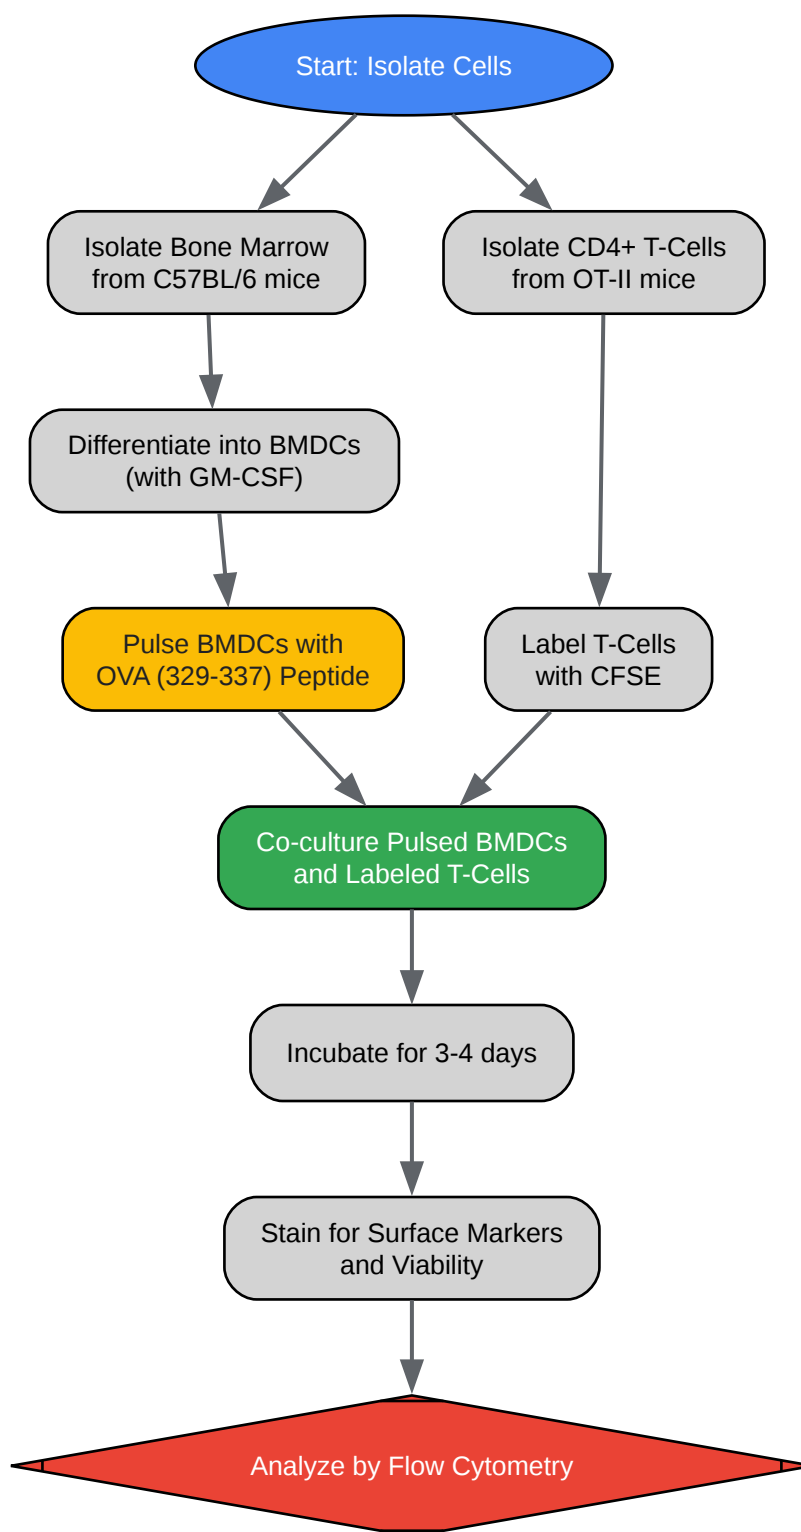 Start: Isolate Cells
Isolate Bone Marrow
from C57BL/6 mice
Isolate CD4+ T-Cells
from OT-II mice
Differentiate into BMDCs
(with GM-CSF)
Pulse BMDCs with
OVA (329-337) Peptide
Label T-Cells
with CFSE
Co-culture Pulsed BMDCs
and Labeled T-Cells
Incubate for 3-4 days
Stain for Surface Markers
and Viability
Analyze by Flow Cytometry